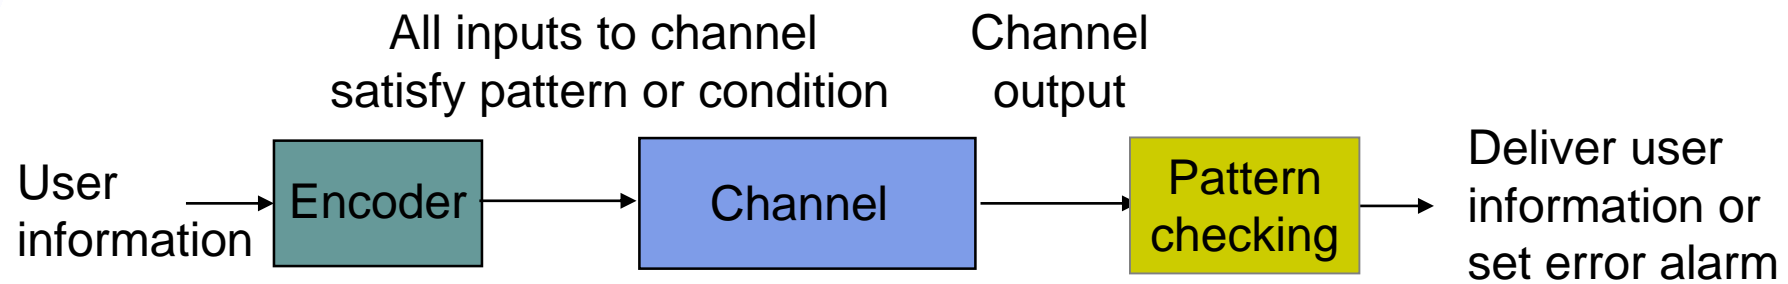 All inputs to channel
satisfy pattern or condition
Channel
output
User
information
Encoder
Channel
Pattern
checking
Deliver user
information or
set error alarm